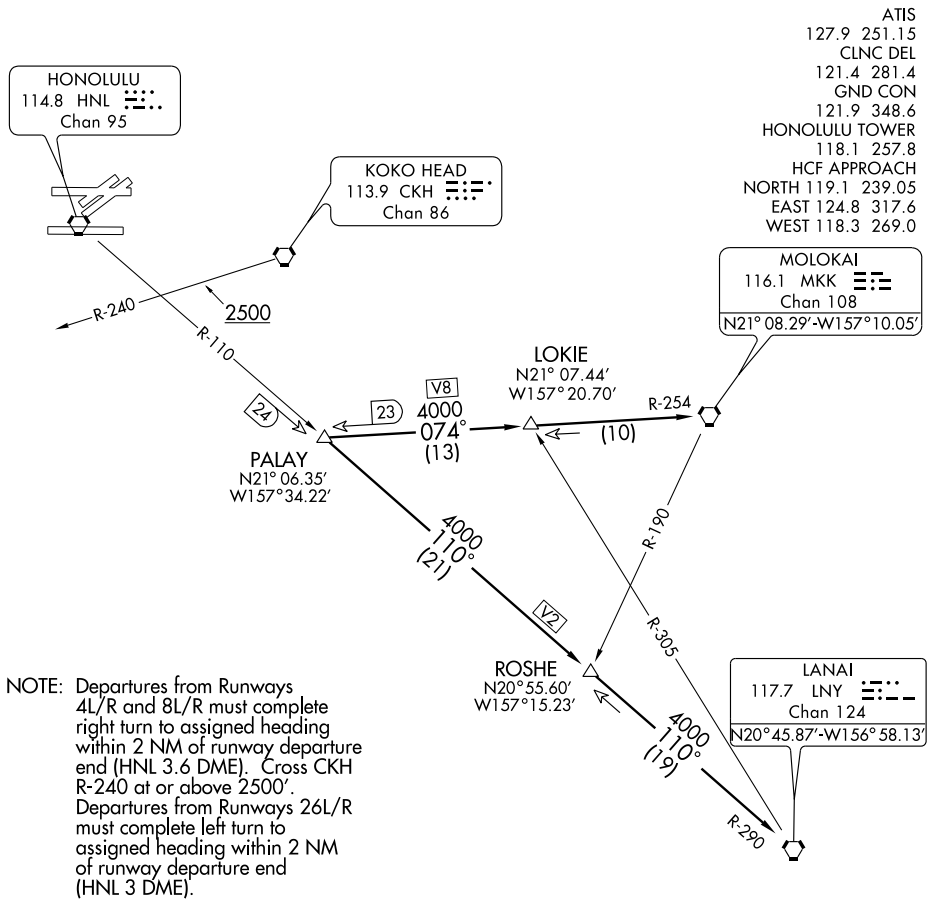 ATIS
127.9 251.15
CLNC DEL
121.4 281.4
GND CON
121.9 348.6
HONOLULU TOWER
118.1 257.8
HCF APPROACH
NORTH 119.1 239.05
EAST 124.8 317.6
WEST 118.3 269.0
HONOLULU
114.8 HNL
Chan 95
KOKO HEAD
113.9 CKH
Chan 86
MOLOKAI
116.1 MKK
Chan 108
N21° 08.29′-W157° 10.05′
R-240
2500
R-110
LOKIE
N21° 07.44′
W157° 20.70′
V8
4000
074°
(13)
R-254
(10)
24
23
PALAY
N21° 06.35′
W157° 34.22′
4000
110°
(21)
V2
R-190
R-305
ROSHE
N20° 55.60′
W157° 15.23′
4000
110°
(19)
R-290
LANAI
117.7 LNY
Chan 124
N20° 45.87′-W156° 58.13′
NOTE: Departures from Runways
4L/R and 8L/R must complete
right turn to assigned heading
within 2 NM of runway departure
end (HNL 3.6 DME). Cross CKH
R-240 at or above 2500′.
Departures from Runways 26L/R
must complete left turn to
assigned heading within 2 NM
of runway departure end
(HNL 3 DME).